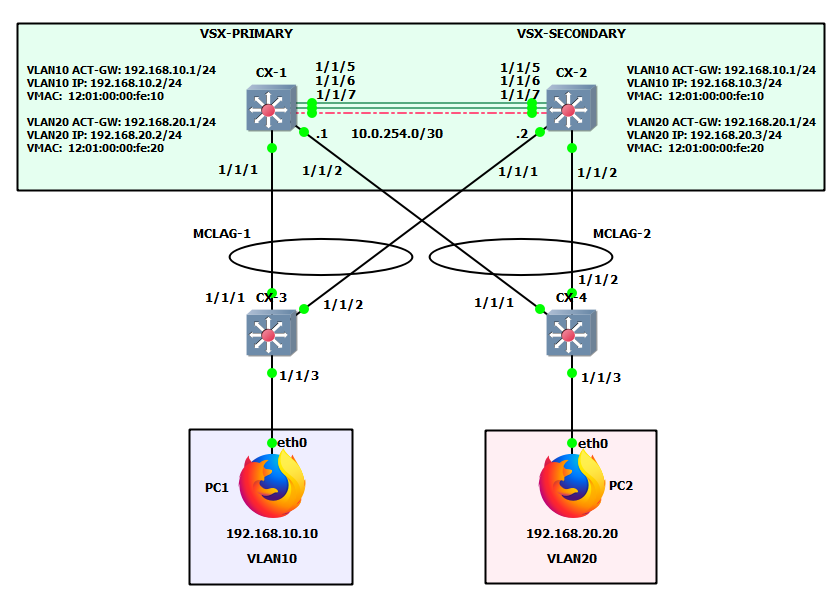 VSX-PRIMARY
VSX-SECONDARY
VLAN10 ACT-GW: 192.168.10.1/24
VLAN10 IP: 192.168.10.2/24
VMAC: 12:01:00:00:fe:10
VLAN20 ACT-GW: 192.168.20.1/24
VLAN20 IP: 192.168.20.2/24
VMAC: 12:01:00:00:fe:20
CX-1
1/1/5
1/1/6
1/1/7
1/1/5
1/1/6
1/1/7
CX-2
VLAN10 ACT-GW: 192.168.10.1/24
VLAN10 IP: 192.168.10.3/24
VMAC: 12:01:00:00:fe:10
VLAN20 ACT-GW: 192.168.20.1/24
VLAN20 IP: 192.168.20.3/24
VMAC: 12:01:00:00:fe:20
.1
10.0.254.0/30
.2
1/1/1
1/1/2
1/1/1
1/1/2
MCLAG-1
MCLAG-2
1/1/1
CX-3
1/1/2
1/1/1
CX-4
1/1/2
1/1/3
1/1/3
eth0
PC1
192.168.10.10
VLAN10
eth0
PC2
192.168.20.20
VLAN20